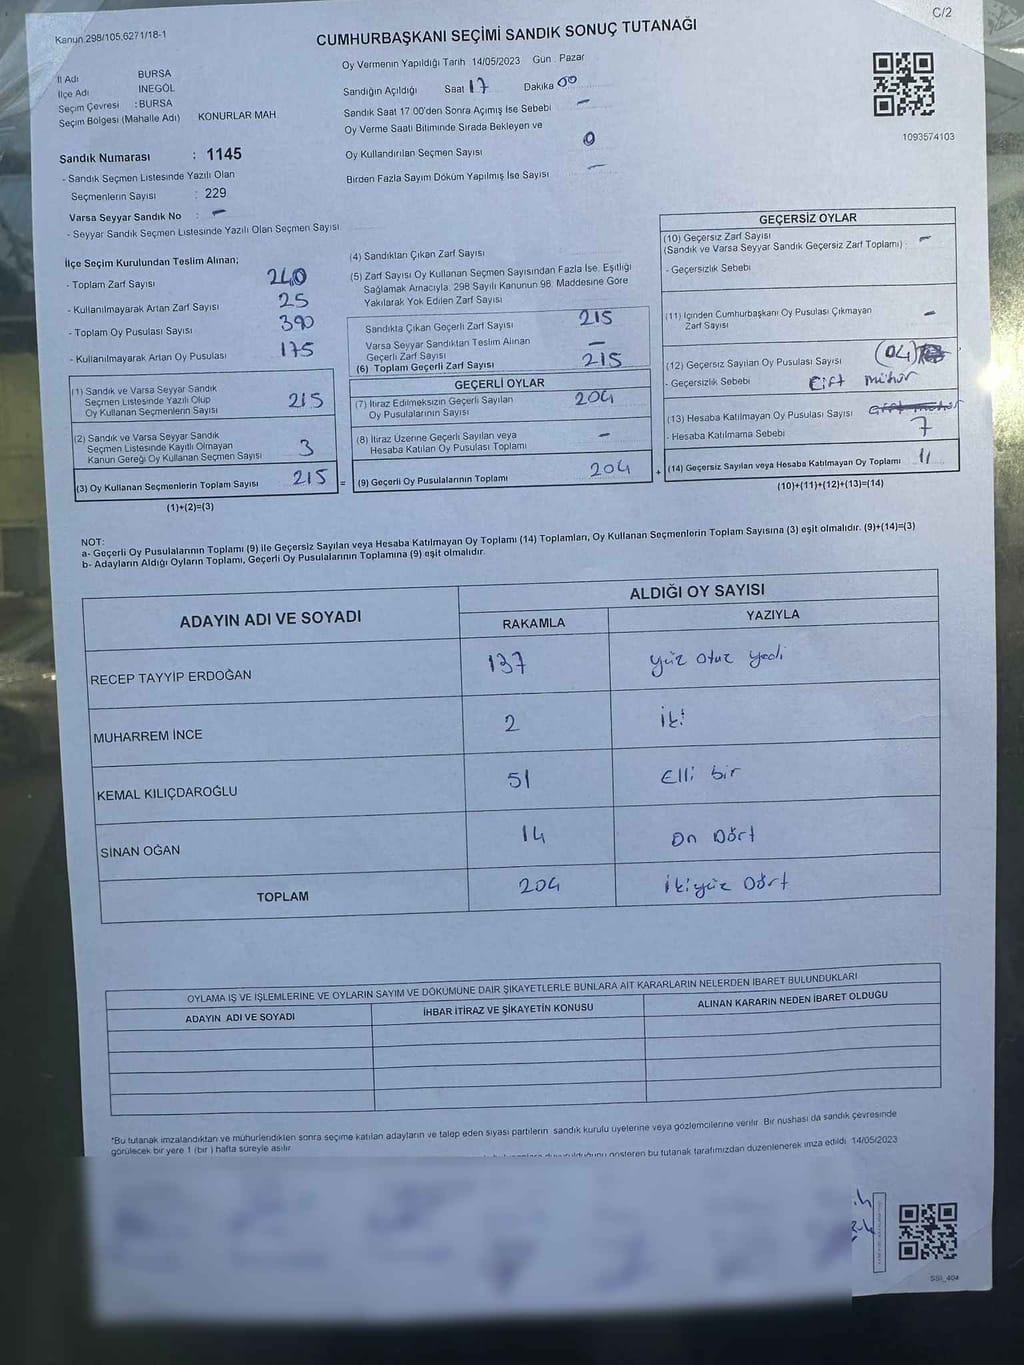 C/2
Kanun 298/105,6271/18-1
CUMHURBAŞKANI SEÇİMİ SANDIK SONUÇ TUTANAĞI
İl Adı BURSA
İlçe Adı INEGÖL
Seçim Çevresi : BURSA
Seçim Bölgesi (Mahalle Adı) KONURLAR MAH
Sandık Numarası : 1145
- Sandık Seçmen Listesinde Yazılı Olan
Seçmenlerin Sayısı : 229
Varsa Seyyar Sandık No : -
- Seyyar Sandık Seçmen Listesinde Yazılı Olan Seçmen Sayısı
Oy Vermenin Yapıldığı Tarih 14/05/2023 Gün . Pazar
Sandığın Açıldığı Saat 17 Dakika 00
Sandık Saat 17 00'den Sonra Açımış İse Sebebi -
Oy Verme Saati Bitiminde Sırada Bekleyen ve
Oy Kullandırılan Seçmen Sayısı 0
Birden Fazla Sayım Döküm Yapılmış İse Sayısı -
1093574103
İlçe Seçim Kurulundan Teslim Alınan;
- Toplam Zarf Sayısı 240
- Kullanılmayarak Artan Zarf Sayısı 25
- Toplam Oy Pusulası Sayısı 390
- Kullanılmayarak Artan Oy Pusulası 175
(1) Sandık ve Varsa Seyyar Sandık
Seçmen Listesinde Yazılı Olup
Oy Kullanan Seçmenlerin Sayısı 215
(2) Sandık ve Varsa Seyyar Sandık
Seçmen Listesinde Kayıtlı Olmayan
Kanun Gereği Oy Kullanan Seçmen Sayısı 3
(3) Oy Kullanan Seçmenlerin Toplam Sayısı 215 =
(1)+(2)=(3)
(4) Sandıktan Çıkan Zarf Sayısı
(5) Zarf Sayısı Oy Kullanan Seçmen Sayısından Fazla İse, Eşitliği
Sağlamak Amacıyla, 298 Sayılı Kanunun 98. Maddesine Göre
Yakılarak Yok Edilen Zarf Sayısı
Sandıkta Çıkan Geçerli Zarf Sayısı 215
Varsa Seyyar Sandıktan Teslim Alınan
Geçerli Zarf Sayısı -
(6) Toplam Geçerli Zarf Sayısı 215
GEÇERLİ OYLAR
(7) İtiraz Edilmeksizin Geçerli Sayılan
Oy Pusulalarının Sayısı 204
(8) İtiraz Üzerine Geçerli Sayılan veya
Hesaba Katılan Oy Pusulası Toplamı -
(9) Geçerli Oy Pusulalarının Toplamı 204 +
GEÇERSİZ OYLAR
(10) Geçersiz Zarf Sayısı
(Sandık ve Varsa Seyyar Sandık Geçersiz Zarf Toplamı) : -
- Geçersizlik Sebebi
(11) İçinden Cumhurbaşkanı Oy Pusulası Çıkmayan
Zarf Sayısı -
(12) Geçersiz Sayılan Oy Pusulası Sayısı (04)
- Geçersizlik Sebebi Çift mühür
(13) Hesaba Katılmayan Oy Pusulası Sayısı
- Hesaba Katılmama Sebebi 7
(14) Geçersiz Sayılan veya Hesaba Katılmayan Oy Toplamı 11
(10)+(11)+(12)+(13)=(14)
NOT:
a- Geçerli Oy Pusulalarının Toplamı (9) ile Geçersiz Sayılan veya Hesaba Katılmayan Oy Toplamı (14) Toplamları, Oy Kullanan Seçmenlerin Toplam Sayısına (3) eşit olmalıdır. (9)+(14)=(3)
b- Adayların Aldığı Oyların Toplamı, Geçerli Oy Pusulalarının Toplamına (9) eşit olmalıdır.
ADAYIN ADI VE SOYADI ALDIĞI OY SAYISI
RAKAMLA YAZIYLA
RECEP TAYYİP ERDOĞAN 137 yüz otuz yedi
MUHARREM İNCE 2 İki
KEMAL KILIÇDAROĞLU 51 Elli bir
SİNAN OĞAN 14 On Dört
TOPLAM 204 İkiyüz Dört
OYLAMA İŞ VE İŞLEMLERİNE VE OYLARIN SAYIM VE DÖKÜMÜNE DAİR ŞİKAYETLERLE BUNLARA AİT KARARLARIN NELERDEN İBARET BULUNDUKLARI
ADAYIN ADI VE SOYADI İHBAR İTİRAZ VE ŞİKAYETİN KONUSU ALINAN KARARIN NEDEN İBARET OLDUĞU
*Bu tutanak imzalandıktan ve mühürlendikten sonra seçime katılan adayların ve talep eden siyasi partilerin sandık kurulu üyelerine veya gözlemcilerine verilir Bir nüshası da sandık çevresinde
görülecek bir yere 1 (bir ) hafta süreyle asılır
gösteren bu tutanak tarafımızdan düzenlenerek imza edildi 14/05/2023
SSI_404